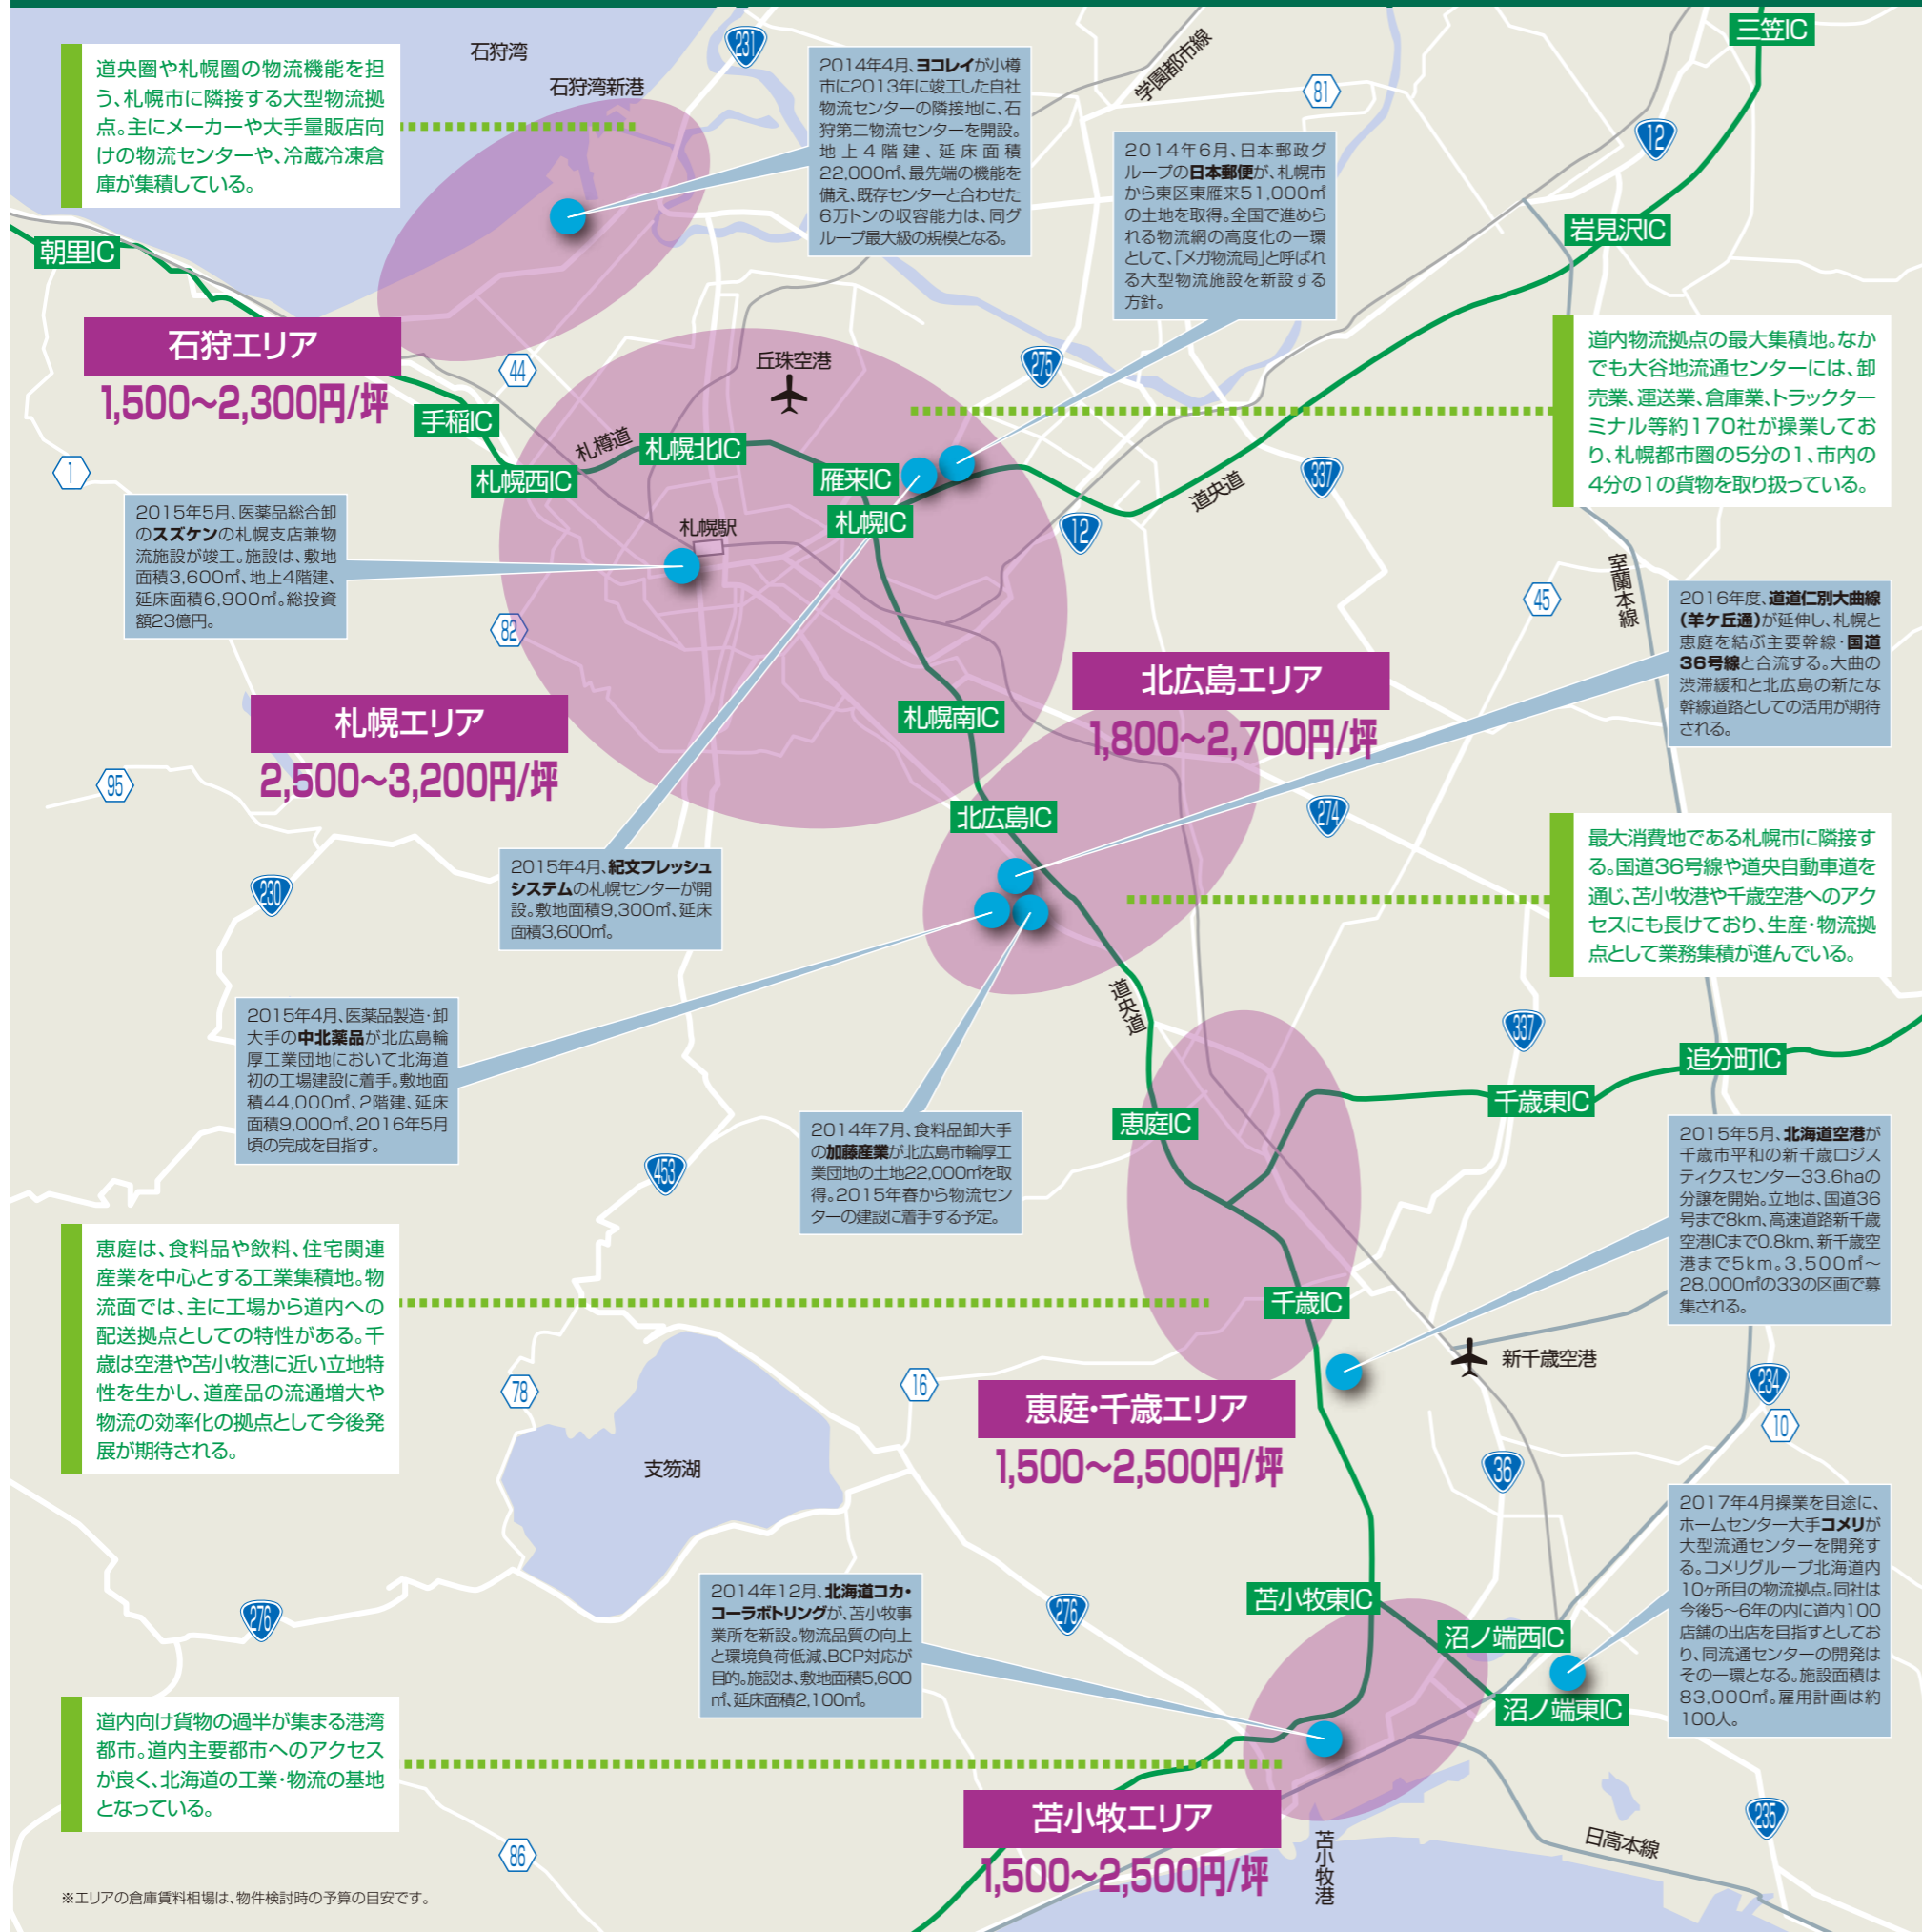 三笠IC
石狩湾
231
学園都市線
81
石狩湾新港
12
道央圏や札幌圏の物流機能を担
う、札幌市に隣接する大型物流拠
点。主にメーカーや大手量販店向
けの物流センターや、冷蔵冷凍倉
庫が集積している。
2014年4月、ヨコレイが小樽
市に2013年に竣工した自社
物流センターの隣接地に、石
狩第二物流センターを開設。
地上4階建、延床面積
22,000㎡、最先端の機能を
備え、既存センターと合わせた
6万トンの収容能力は、同グ
ループ最大級の規模となる。
2014年6月、日本郵政グ
ループの日本郵便が、札幌市
から東区東雁来51,000㎡
の土地を取得。全国で進めら
れる物流網の高度化の一環
として、「メガ物流局」と呼ばれ
る大型物流施設を新設する
方針。
朝里IC
岩見沢IC
石狩エリア
1,500～2,300円/坪
44
丘珠空港
275
道内物流拠点の最大集積地。なか
でも大谷地流通センターには、卸
売業、運送業、倉庫業、トラックター
ミナル等約170社が操業してお
り、札幌都市圏の5分の1、市内の
4分の1の貨物を取り扱っている。
手稲IC
札樽道
札幌北IC
札幌西IC
雁来IC
札幌IC
1
337
道央道
12
札幌駅
2015年5月、医薬品総合卸
のスズケンの札幌支店兼物
流施設が竣工。施設は、敷地
面積3,600㎡、地上4階建、
延床面積6,900㎡。総投資
額23億円。
82
室蘭本線
45
2016年度、道道仁別大曲線
(羊ケ丘通)が延伸し、札幌と
恵庭を結ぶ主要幹線・国道
36号線と合流する。大曲の
渋滞緩和と北広島の新たな
幹線道路としての活用が期待
される。
札幌エリア
2,500～3,200円/坪
札幌南IC
北広島エリア
1,800～2,700円/坪
95
北広島IC
274
230
2015年4月、紀文フレッシュ
システムの札幌センターが開
設。敷地面積9,300㎡、延床
面積3,600㎡。
最大消費地である札幌市に隣接す
る。国道36号線や道央自動車道を
通じ、苫小牧港や千歳空港へのアク
セスにも長けており、生産・物流拠
点として業務集積が進んでいる。
道央道
2015年4月、医薬品製造・卸
大手の中北薬品が北広島輪
厚工業団地において北海道
初の工場建設に着手。敷地面
積44,000㎡、2階建、延床
面積9,000㎡、2016年5月
頃の完成を目指す。
337
追分町IC
千歳東IC
恵庭IC
453
2014年7月、食料品卸大手
の加藤産業が北広島市輪厚工
業団地の土地22,000㎡を取
得。2015年春から物流セン
ターの建設に着手する予定。
2015年5月、北海道空港が
千歳市平和の新千歳ロジス
ティクスセンター33.6haの
分譲を開始。立地は、国道36
号まで8km、高速道路新千歳
空港ICまで0.8km、新千歳空
港まで5km。3,500㎡～
28,000㎡の33の区画で募
集される。
恵庭は、食料品や飲料、住宅関連
産業を中心とする工業集積地。物
流面では、主に工場から道内への
配送拠点としての特性がある。千
歳は空港や苫小牧港に近い立地特
性を生かし、道産品の流通増大や
物流の効率化の拠点として今後発
展が期待される。
千歳IC
新千歳空港
78
16
234
10
恵庭・千歳エリア
1,500～2,500円/坪
支笏湖
36
2017年4月操業を目途に、
ホームセンター大手コメリが
大型流通センターを開発す
る。コメリグループ北海道内
10ヶ所目の物流拠点。同社は
今後5～6年の内に道内100
店舗の出店を目指すとしてお
り、同流通センターの開発は
その一環となる。施設面積は
83,000㎡。雇用計画は約
100人。
276
2014年12月、北海道コカ・
コーラボトリングが、苫小牧事
業所を新設。物流品質の向上
と環境負荷低減、BCP対応が
目的。施設は、敷地面積5,600
㎡、延床面積2,100㎡。
276
苫小牧東IC
沼ノ端西IC
沼ノ端東IC
道内向け貨物の過半が集まる港湾
都市。道内主要都市へのアクセス
が良く、北海道の工業・物流の基地
となっている。
苫小牧エリア
1,500～2,500円/坪
苫小牧港
日高本線
235
86
※エリアの倉庫賃料相場は、物件検討時の予算の目安です。